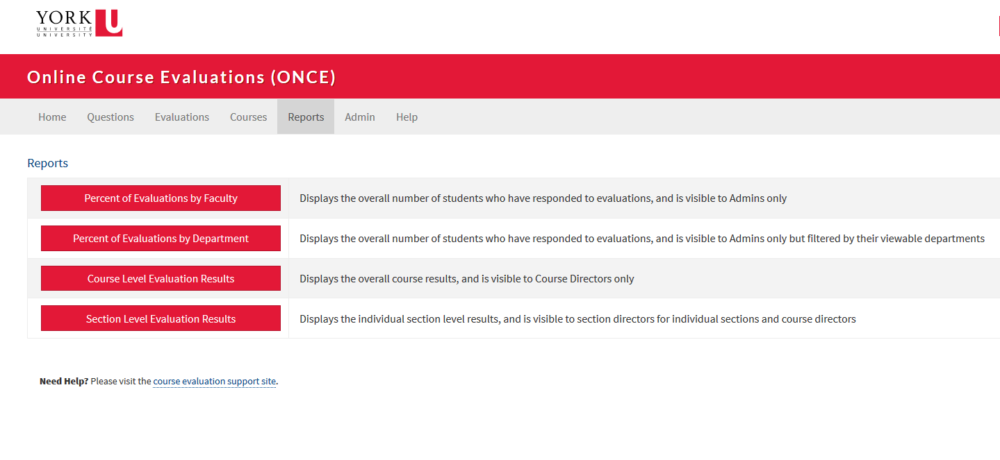 YORK U
UNIVERSITÉ
UNIVERSITY
Online Course Evaluations (ONCE)
Home Questions Evaluations Courses Reports Admin Help
Reports
Percent of Evaluations by Faculty Displays the overall number of students who have responded to evaluations, and is visible to Admins only
Percent of Evaluations by Department Displays the overall number of students who have responded to evaluations, and is visible to Admins only but filtered by their viewable departments
Course Level Evaluation Results Displays the overall course results, and is visible to Course Directors only
Section Level Evaluation Results Displays the individual section level results, and is visible to section directors for individual sections and course directors
Need Help? Please visit the course evaluation support site.